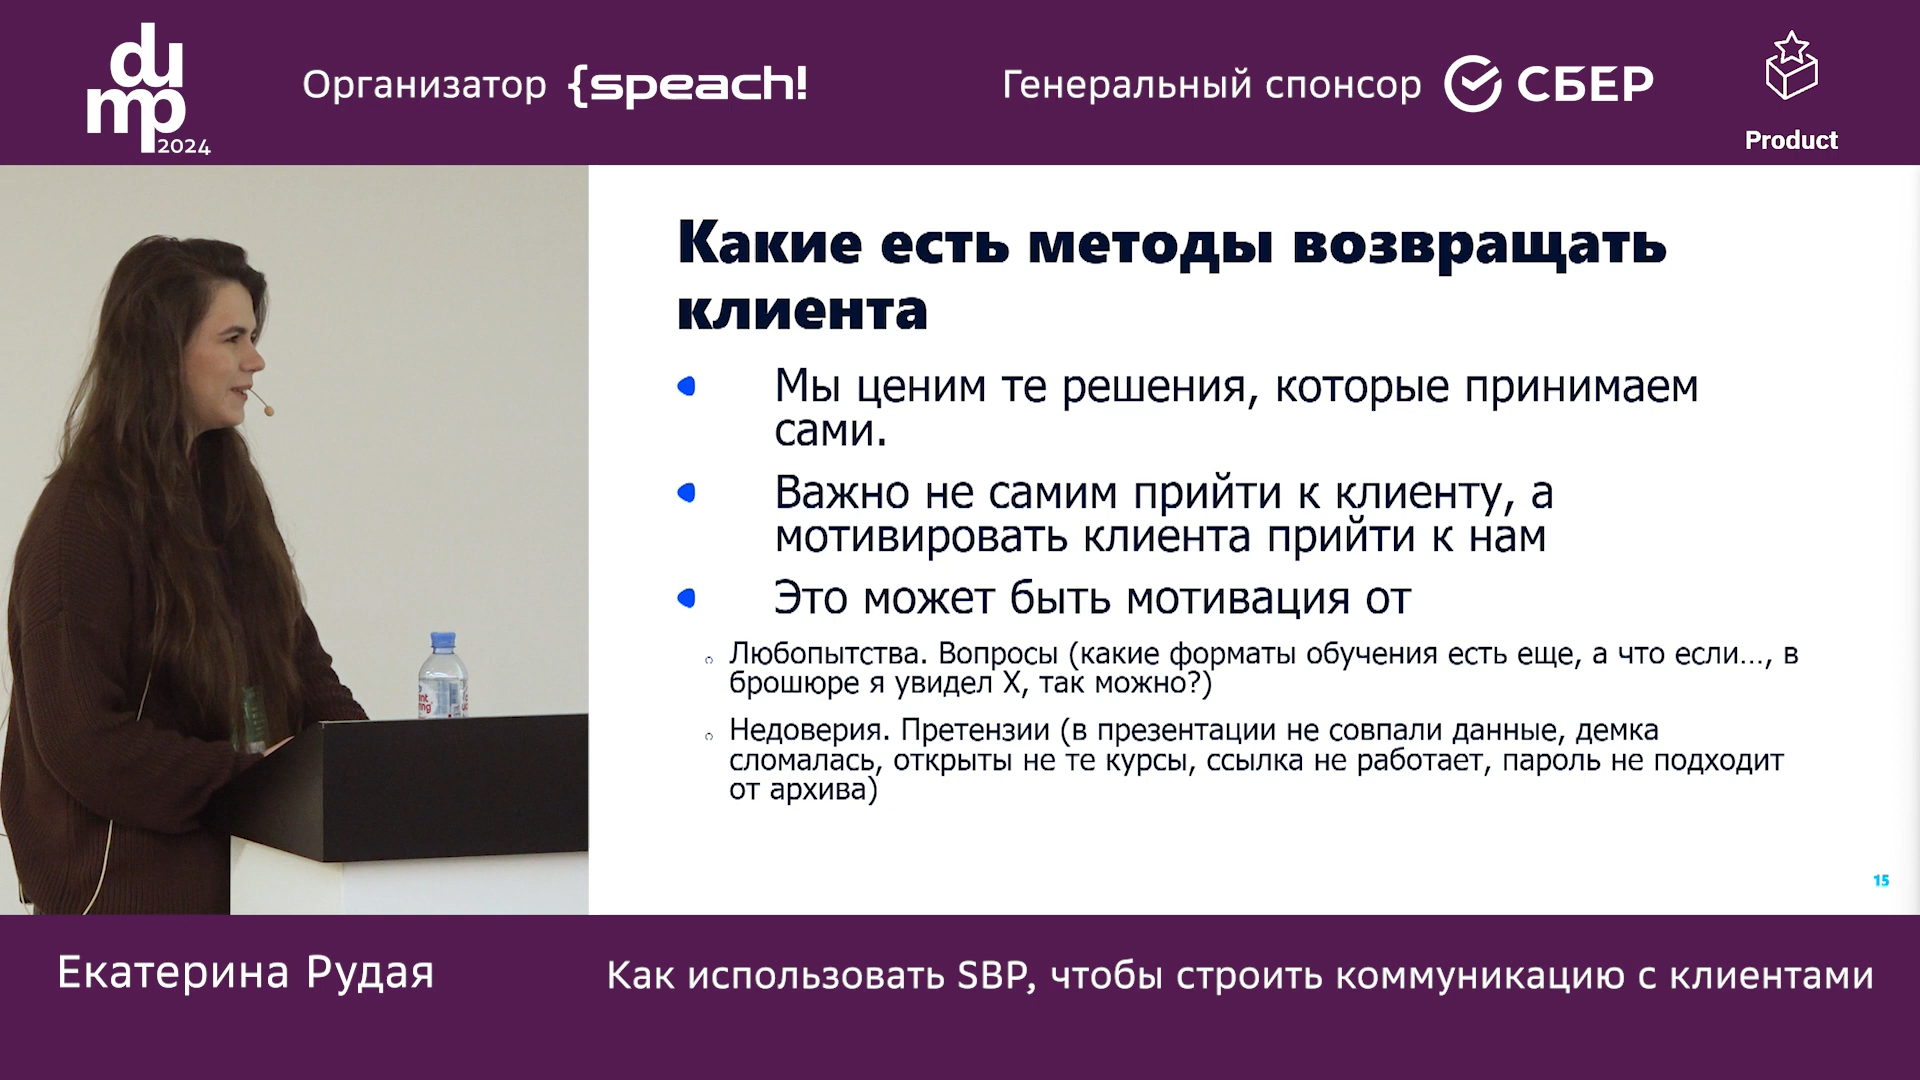 dump
2024
Организатор {speach!
Генеральный спонсор СБЕР
Product
Какие есть методы возвращать
клиента
Мы ценим те решения, которые принимаем
сами.
Важно не самим прийти к клиенту, а
мотивировать клиента прийти к нам
Это может быть мотивация от
Любопытства. Вопросы (какие форматы обучения есть еще, а что если..., в
брошюре я увидел X, так можно?)
Недоверия. Претензии (в презентации не совпали данные, демка
сломалась, открыты не те курсы, ссылка не работает, пароль не подходит
от архива)
15
Екатерина Рудая
Как использовать SBP, чтобы строить коммуникацию с клиентами